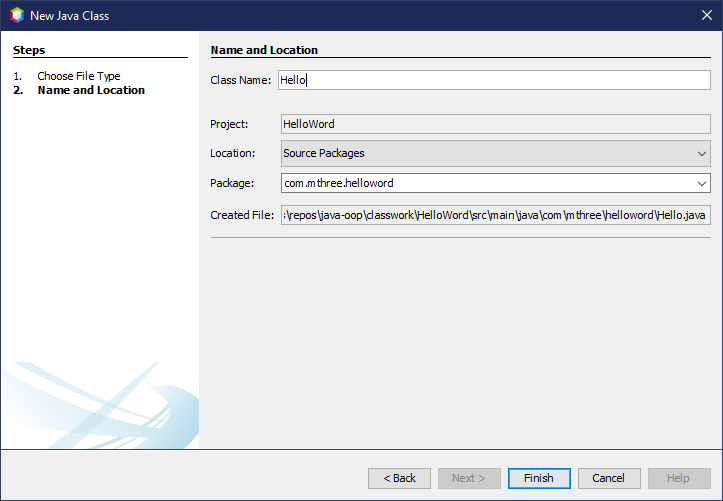 New Java Class
Steps
1. Choose File Type
2. Name and Location
Name and Location
Class Name: Hello
Project: HelloWord
Location: Source Packages
Package: com.mthree.helloword
Created File: \repos\java-oop\classwork\HelloWord\src\main\java\com\mthree\helloword\Hello.java
< Back Next > Finish Cancel Help